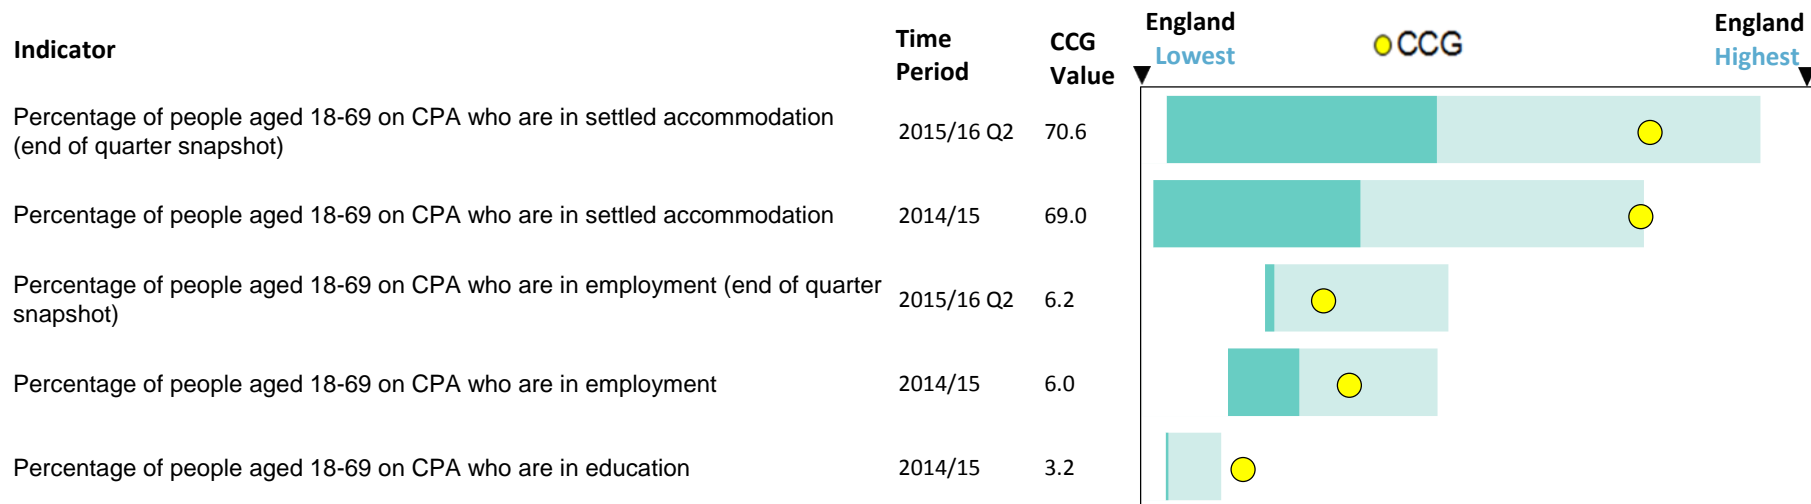 Indicator
Time
Period
CCG
Value
England
Lowest
CCG
England
Highest
Percentage of people aged 18-69 on CPA who are in settled accommodation
(end of quarter snapshot)
2015/16 Q2
70.6
Percentage of people aged 18-69 on CPA who are in settled accommodation
2014/15
69.0
Percentage of people aged 18-69 on CPA who are in employment (end of quarter
snapshot)
2015/16 Q2
6.2
Percentage of people aged 18-69 on CPA who are in employment
2014/15
6.0
Percentage of people aged 18-69 on CPA who are in education
2014/15
3.2